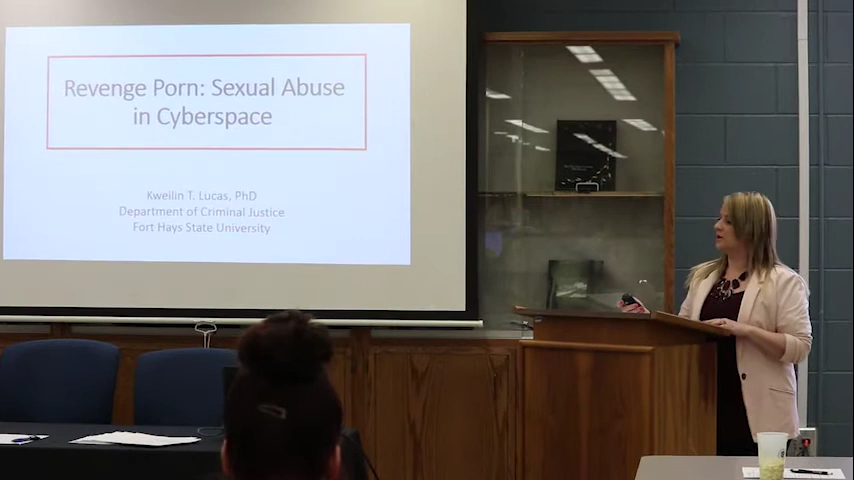 Revenge Porn: Sexual Abuse
in Cyberspace
Kweilin T. Lucas, PhD
Department of Criminal Justice
Fort Hays State University